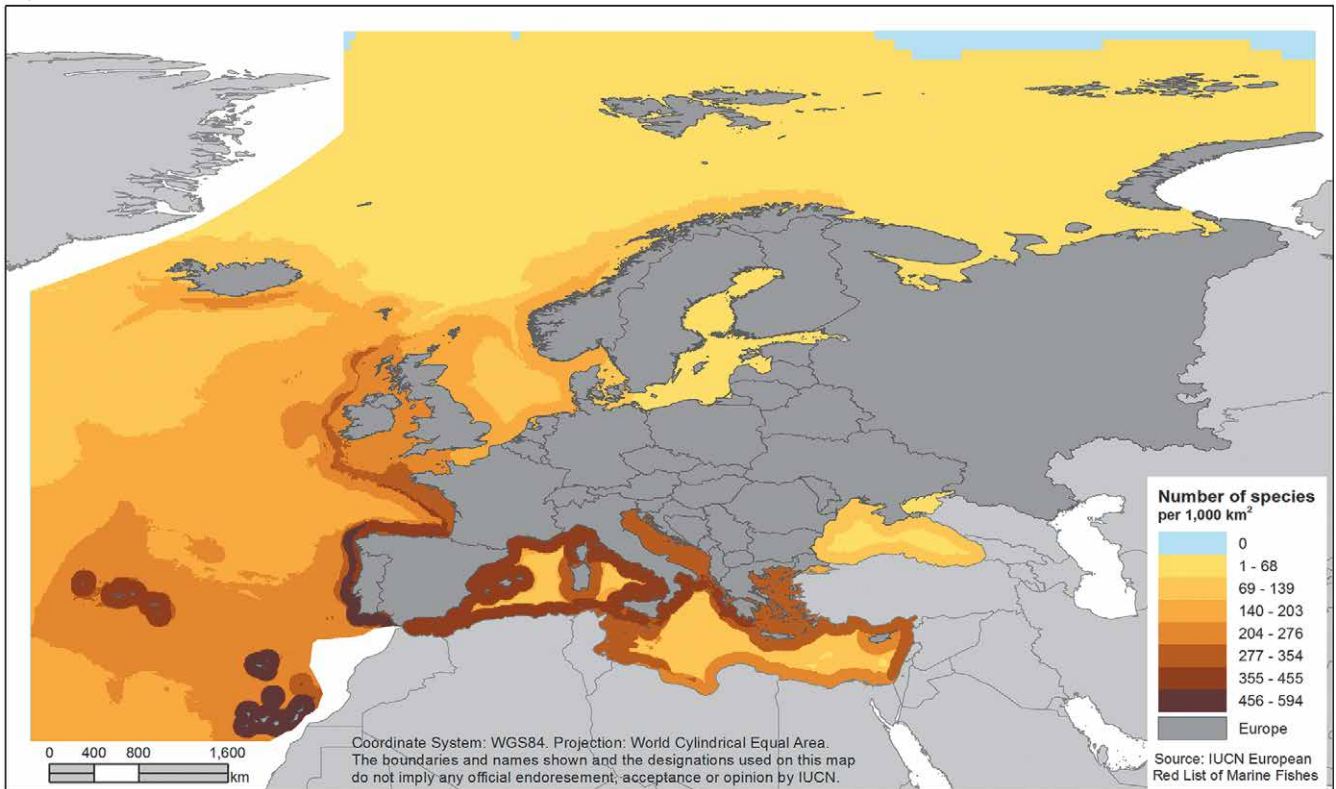 Number of species
per 1,000 km²
0
1 - 68
69 - 139
140 - 203
204 - 276
277 - 354
355 - 455
456 - 594
Europe
Source: IUCN European
Red List of Marine Fishes
0 400 800 1,600
km
Coordinate System: WGS84. Projection: World Cylindrical Equal Area.
The boundaries and names shown and the designations used on this map
do not imply any official endoresement, acceptance or opinion by IUCN.